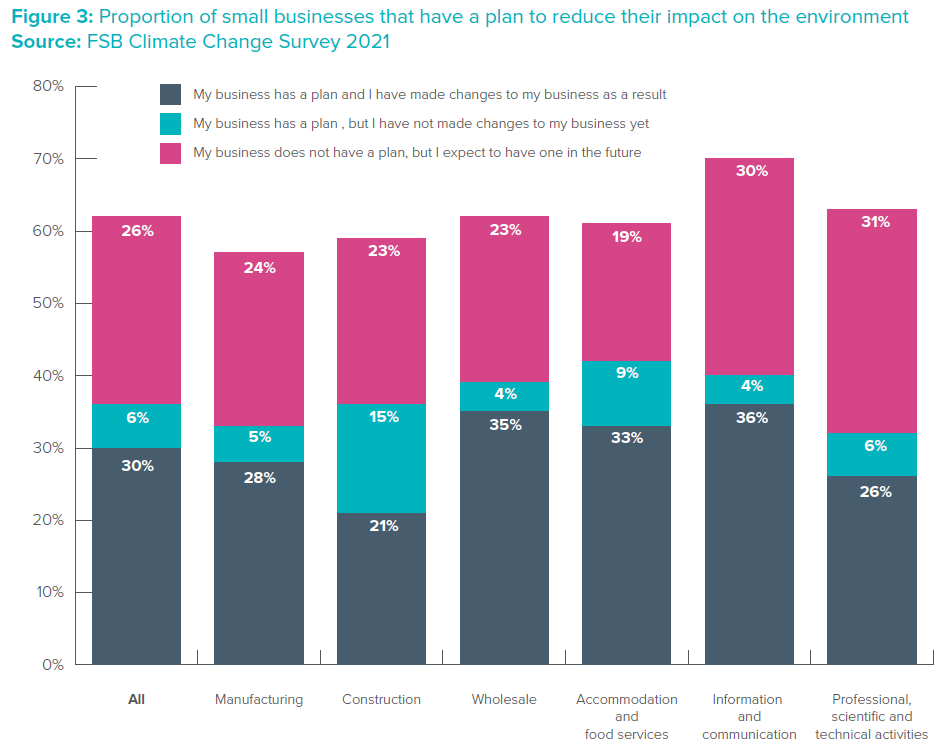 Figure 3: Proportion of small businesses that have a plan to reduce their impact on the environment
Source: FSB Climate Change Survey 2021
80%
70%
60%
50%
40%
30%
20%
10%
0%
My business has a plan and I have made changes to my business as a result
My business has a plan , but I have not made changes to my business yet
My business does not have a plan, but I expect to have one in the future
26%
6%
30%
24%
5%
28%
23%
15%
21%
23%
4%
35%
19%
9%
33%
30%
4%
36%
31%
6%
26%
All
Manufacturing
Construction
Wholesale
Accommodation
and
food services
Information
and
communication
Professional,
scientific and
technical activities